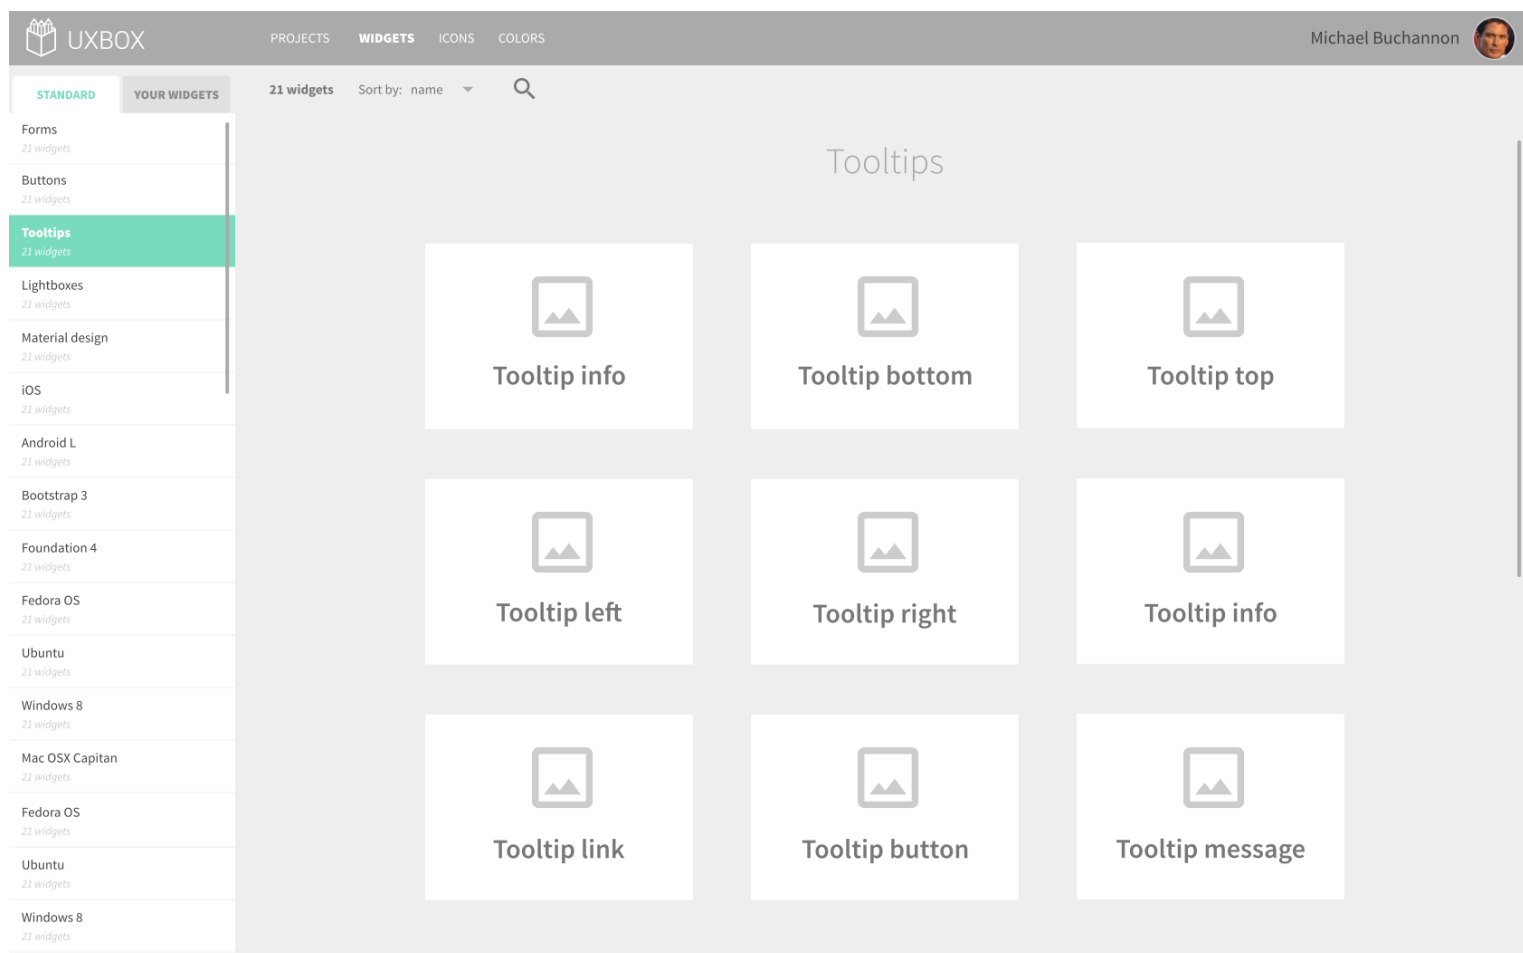 UXBOX
PROJECTS WIDGETS ICONS COLORS
Michael Buchannon
STANDARD
YOUR WIDGETS
21 widgets Sort by: name
Forms
21 widgets
Buttons
21 widgets
Tooltips
21 widgets
Lightboxes
21 widgets
Material design
21 widgets
iOS
21 widgets
Android L
21 widgets
Bootstrap 3
21 widgets
Foundation 4
21 widgets
Fedora OS
21 widgets
Ubuntu
21 widgets
Windows 8
21 widgets
Mac OSX Capitan
21 widgets
Fedora OS
21 widgets
Ubuntu
21 widgets
Windows 8
21 widgets
Tooltips
Tooltip info
Tooltip bottom
Tooltip top
Tooltip left
Tooltip right
Tooltip info
Tooltip link
Tooltip button
Tooltip message